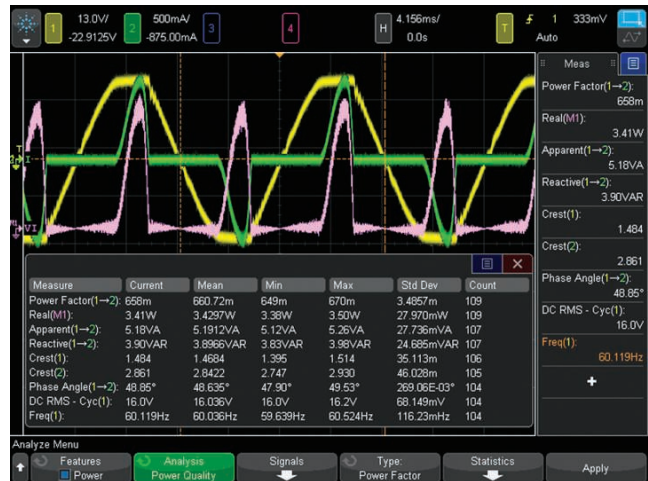 1 13.0V/ 2 500mA/ 3 4 H 4.156ms/ T 1 333mV
-22.9125V -875.00mA 0.0s Auto
Meas
Power Factor(1→2):
658m
Real(M1):
3.41W
Apparent(1→2):
5.18VA
Reactive(1→2):
3.90VAR
Crest(1):
1.484
Crest(2):
2.861
Phase Angle(1→2):
48.85°
DC RMS - Cyc(1):
16.0V
Freq(1):
60.119Hz
T
I
VI
Measure Current Mean Min Max Std Dev Count
Power Factor(1→2): 658m 660.72m 649m 670m 3.4857m 109
Real(M1): 3.41W 3.4297W 3.38W 3.50W 27.970mW 109
Apparent(1→2): 5.18VA 5.1912VA 5.12VA 5.26VA 27.736mVA 107
Reactive(1→2): 3.90VAR 3.8966VAR 3.83VAR 3.98VAR 24.685mVAR 107
Crest(1): 1.484 1.4684 1.395 1.514 35.113m 106
Crest(2): 2.861 2.8422 2.747 2.930 46.028m 105
Phase Angle(1→2): 48.85° 48.635° 47.90° 49.53° 269.06E-03° 104
DC RMS - Cyc(1): 16.0V 16.036V 16.0V 16.2V 68.149mV 104
Freq(1): 60.119Hz 60.036Hz 59.639Hz 60.524Hz 116.23mHz 104
Analyze Menu
Features Analysis Signals Type: Statistics Apply
Power Power Quality Power Factor